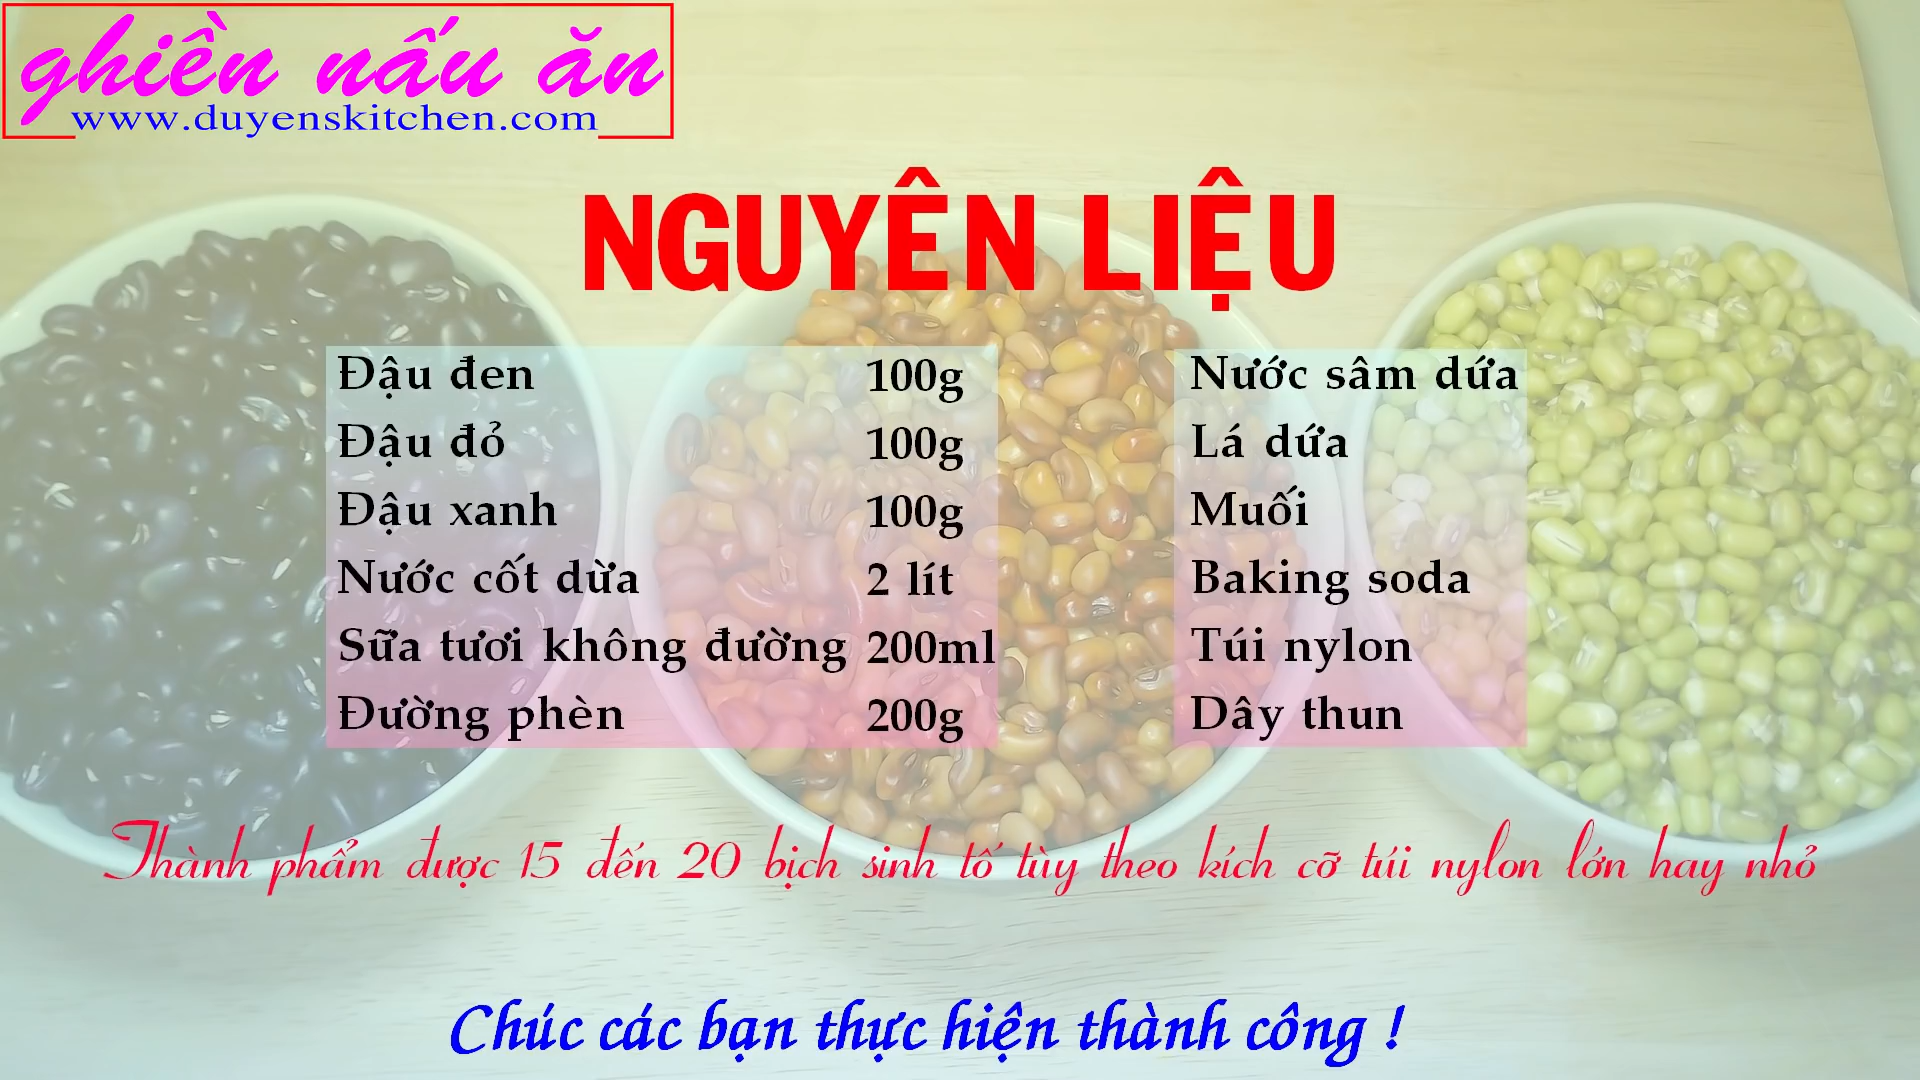 ghiền nấu ăn
www.duyenskitchen.com
NGUYÊN LIỆU
Đậu đen 100g
Đậu đỏ 100g
Đậu xanh 100g
Nước cốt dừa 2 lít
Sữa tươi không đường 200ml
Đường phèn 200g
Nước sâm dứa
Lá dứa
Muối
Baking soda
Túi nylon
Dây thun
Thành phẩm được 15 đến 20 bịch sinh tố tùy theo kích cỡ túi nylon lớn hay nhỏ
Chúc các bạn thực hiện thành công !